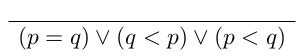 (p = q) ∨ (q < p) ∨ (p < q)